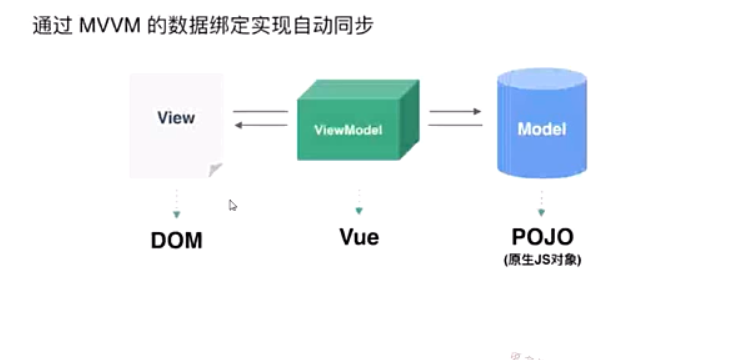 通过 MVVM 的数据绑定实现自动同步
View
ViewModel
Model
DOM
Vue
POJO
(原生JS对象)